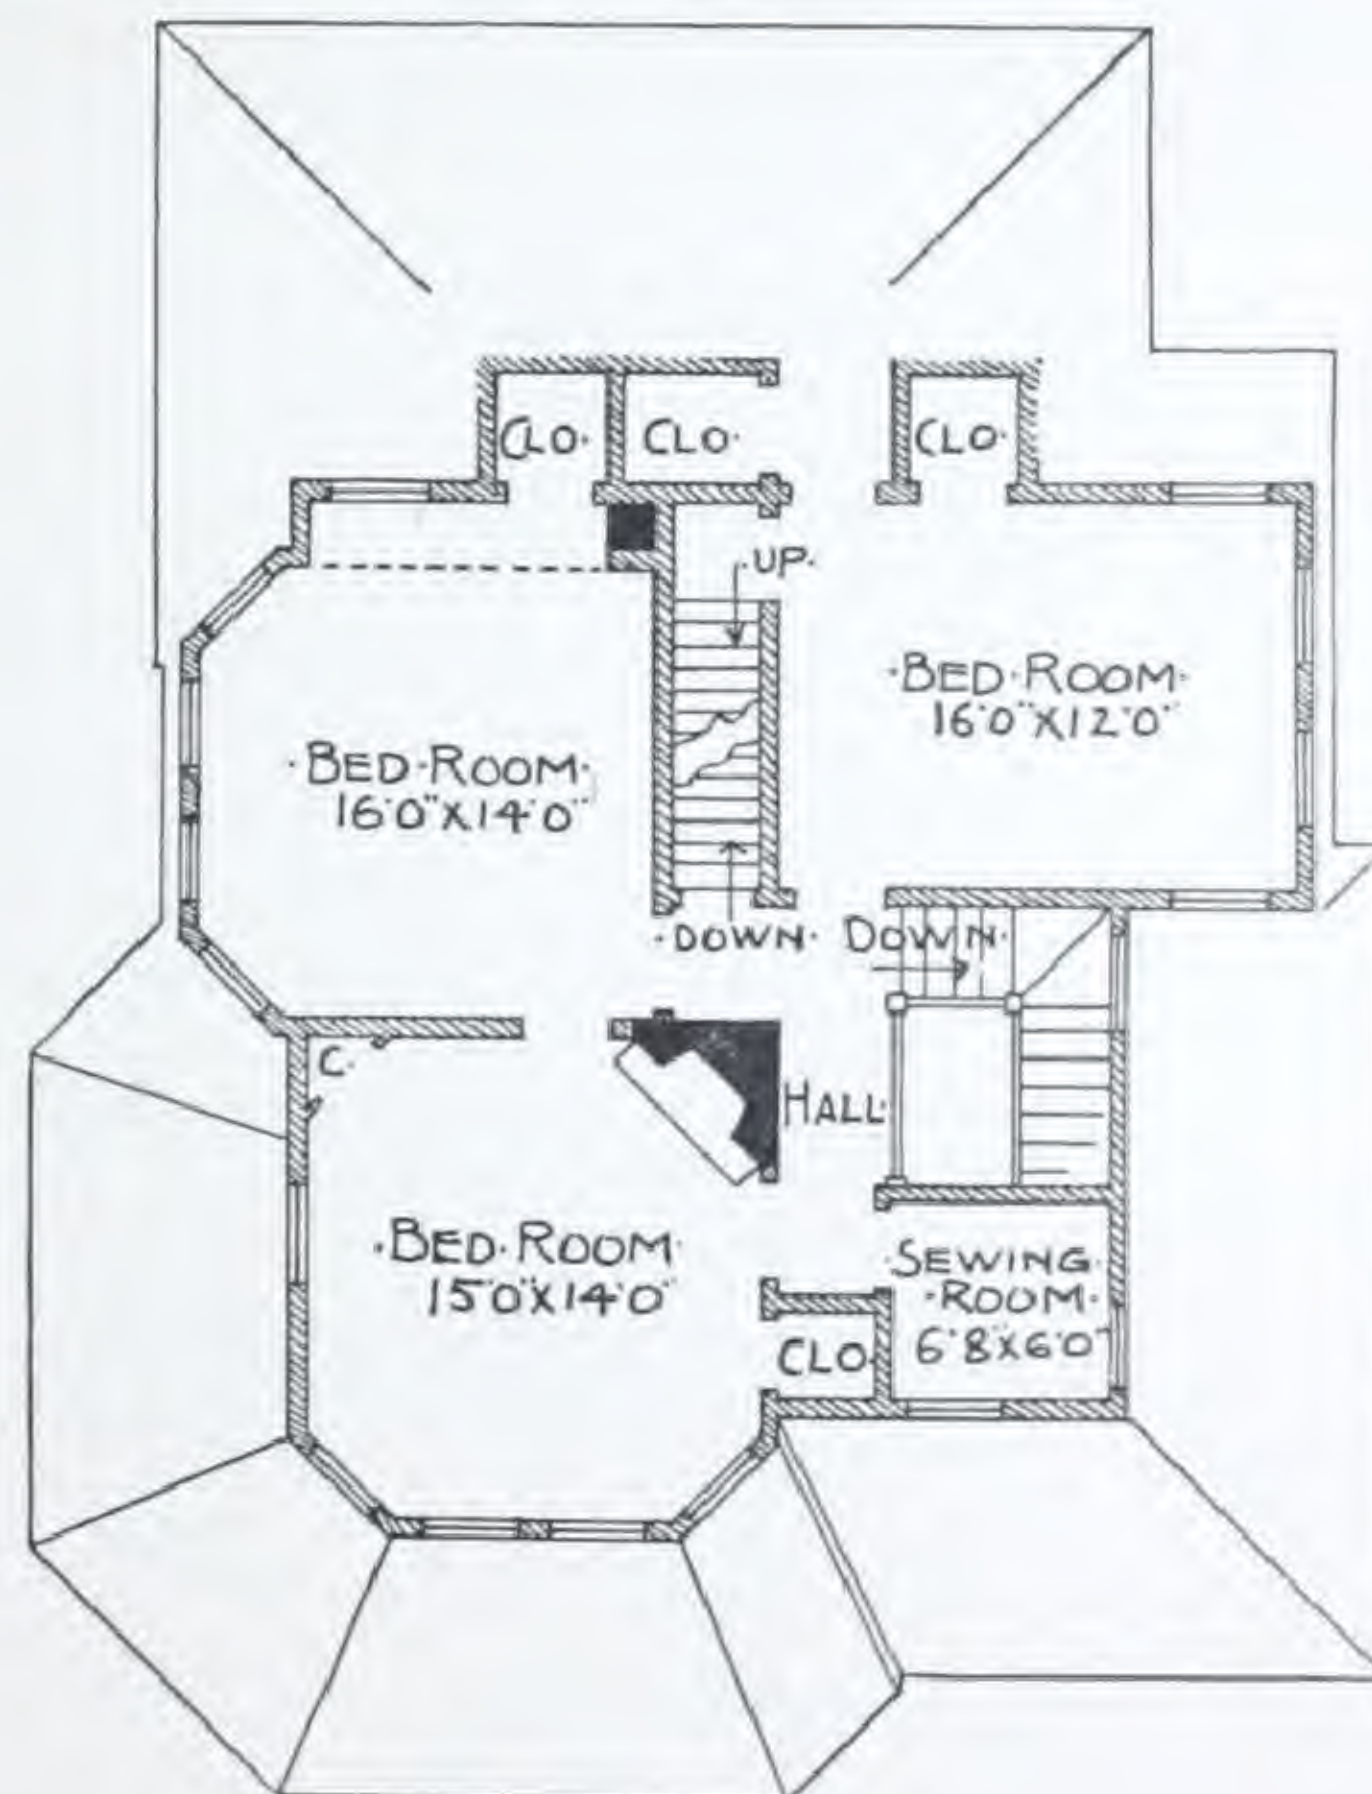 CLO.
CLO.
CLO.
.UP.
.BED.ROOM.
16'0"X12'0"
.BED.ROOM.
16'0"X14'0"
.DOWN.
DOWN.
C.
HALL.
.BED.ROOM.
15'0"X14'0"
.SEWING.
.ROOM.
6'8"X6'0"
CLO.